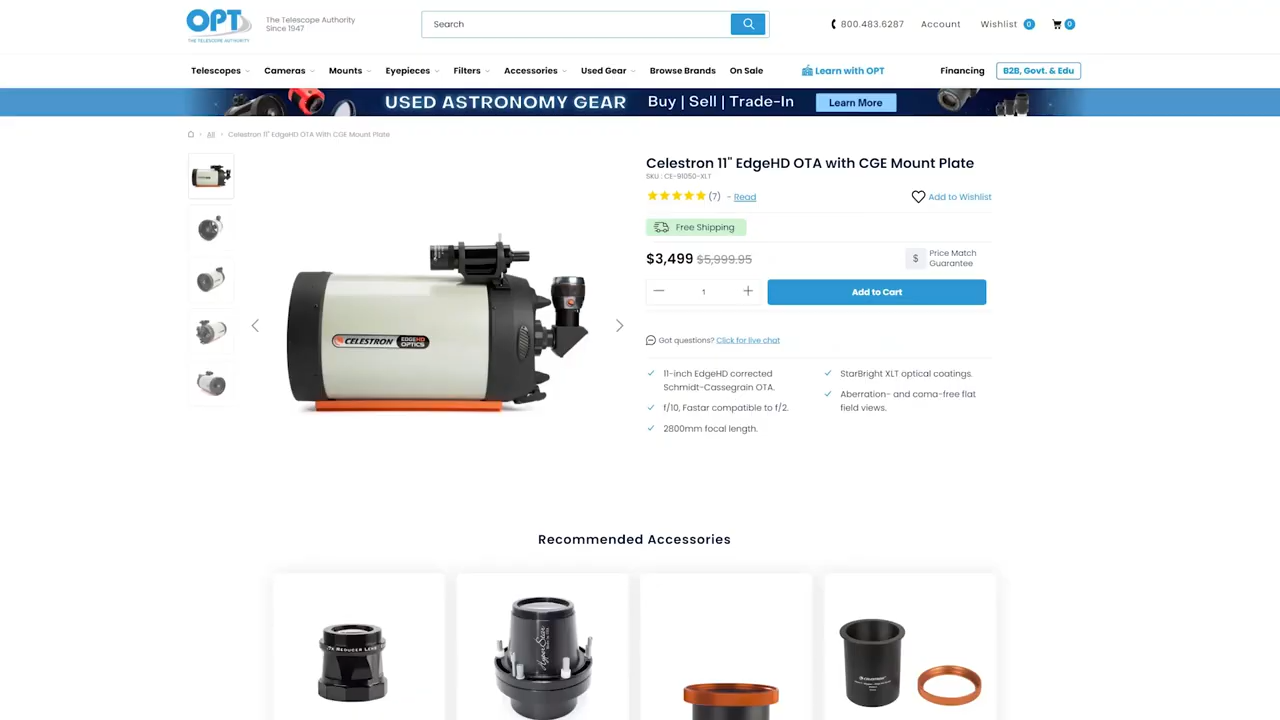 OPT
THE TELESCOPE AUTHORITY
The Telescope Authority
Since 1947
Search
800.483.6287
Account
Wishlist 0
0
Telescopes
Cameras
Mounts
Eyepieces
Filters
Accessories
Used Gear
Browse Brands
On Sale
Learn with OPT
Financing
B2B, Govt. & Edu
USED ASTRONOMY GEAR Buy | Sell | Trade-In Learn More
All
Celestron 11" EdgeHD OTA With CGE Mount Plate
Celestron 11" EdgeHD OTA with CGE Mount Plate
SKU : CE-91050-XLT
(7) - Read
Add to Wishlist
Free Shipping
$3,499 $5,999.95
$ Price Match
Guarantee
1
Add to Cart
Got questions? Click for live chat
11-inch EdgeHD corrected
Schmidt-Cassegrain OTA.
f/10, Fastar compatible to f/2.
2800mm focal length.
StarBright XLT optical coatings.
Aberration- and coma-free flat
field views.
CELESTRON EDGEHD
OPTICS
Recommended Accessories
.7X REDUCER LENS
HyperStar
CELESTRON